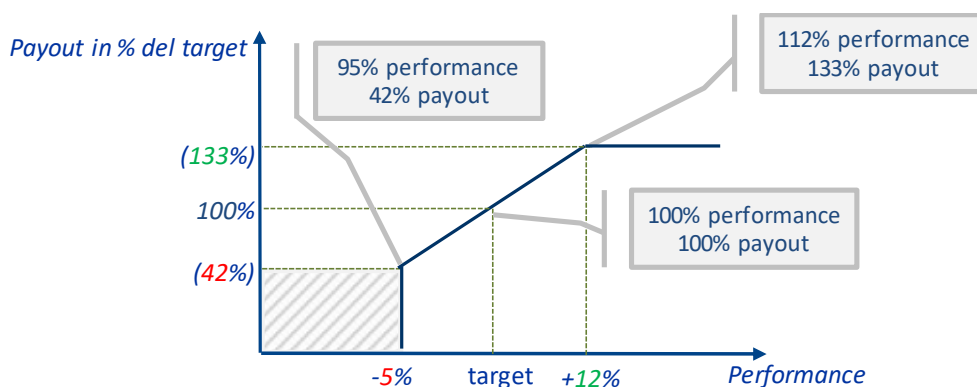 Payout in % del target
95% performance
42% payout
112% performance
133% payout
(133%)
100%
100% performance
100% payout
(42%)
-5%
target
+12%
Performance